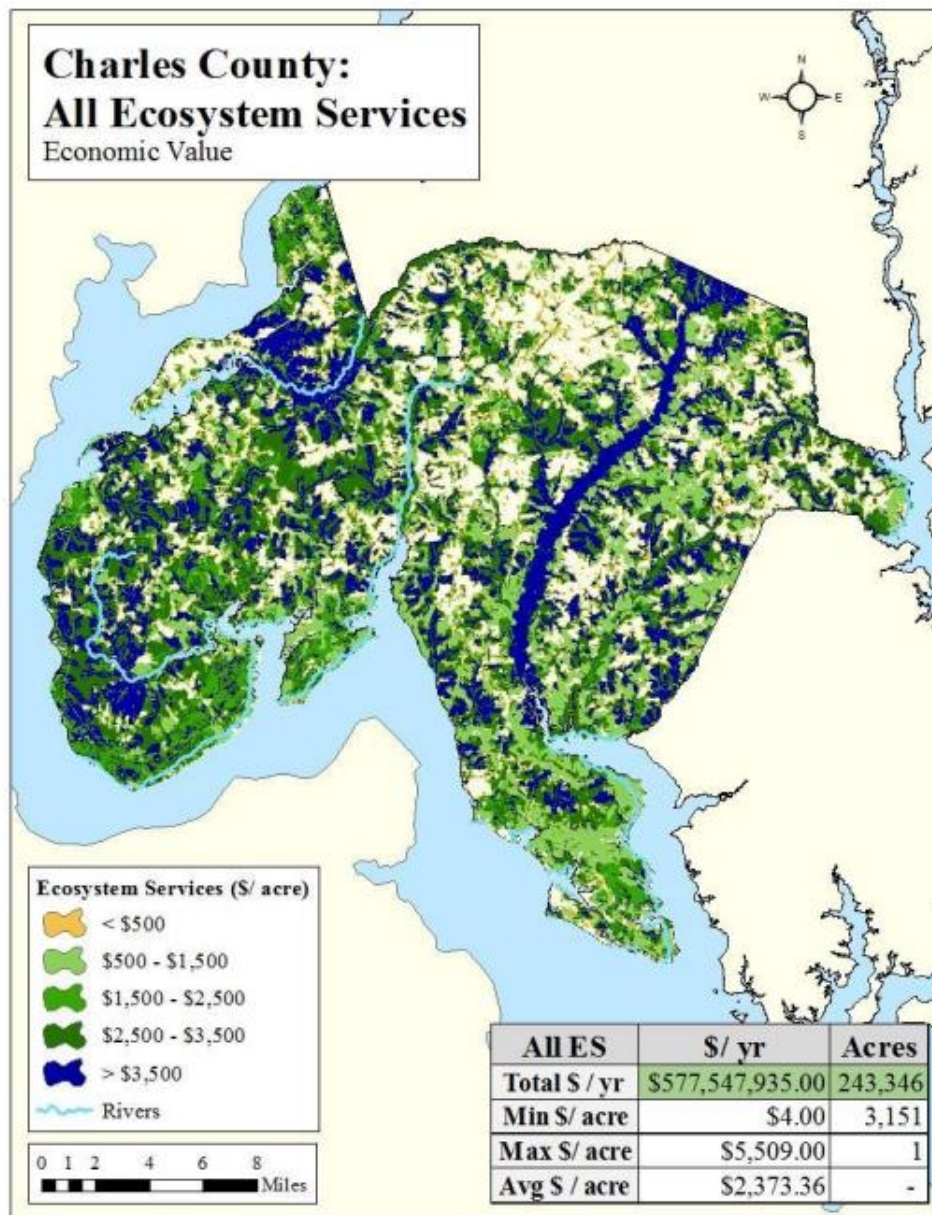 Charles County:
All Ecosystem Services
Economic Value
N
W E
S
Ecosystem Services ($/ acre)
< $500
$500 - $1,500
$1,500 - $2,500
$2,500 - $3,500
> $3,500
Rivers
0 1 2 4 6 8
Miles
All ES $/ yr Acres
Total $ / yr $577,547,935.00 243,346
Min $/ acre $4.00 3,151
Max $/ acre $5,509.00 1
Avg $ / acre $2,373.36 -